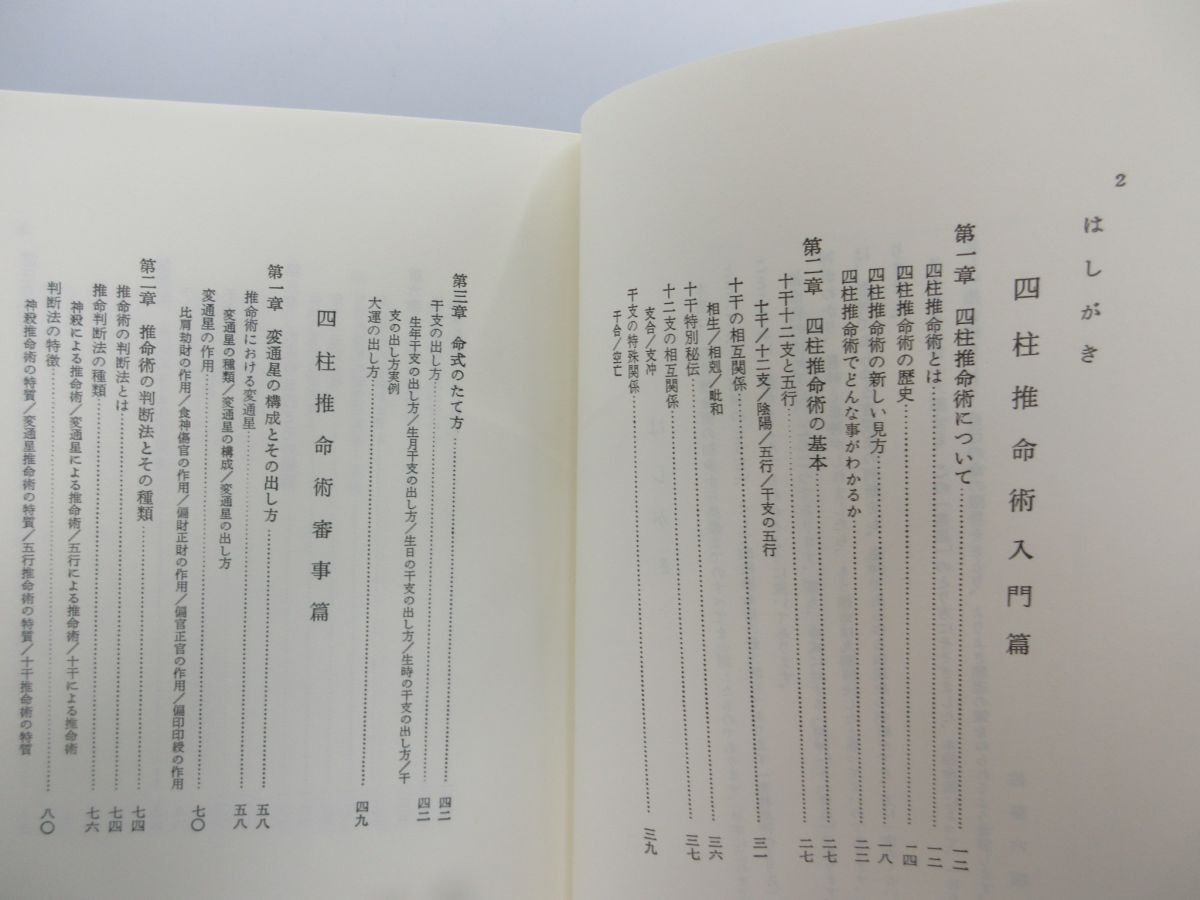 2
はしがき
四柱推命術入門篇
第一章 四柱推命術について……一二
四柱推命術とは……一二
四柱推命術の歴史……一四
四柱推命術の新しい見方……一八
四柱推命術でどんな事がわかるか……二二
第二章 四柱推命術の基本……二七
十干十二支と五行……二七
十干／十二支／陰陽／五行／干支の五行
十干の相互関係……三一
相生／相剋／毗和
十干特別秘伝……三六
十二支の相互関係……三七
支合／支冲
干支の特殊関係……三九
干合／空亡
第三章 命式のたて方……四二
干支の出し方……四二
生年干支の出し方／生月干支の出し方／生日の干支の出し方／生時の干支の出し方／干
支の出し方実例
大運の出し方……四九
四柱推命術審事篇
第一章 変通星の構成とその出し方……五八
推命術における変通星……五八
変通星の種類／変通星の構成／変通星の出し方
変通星の作用……七〇
比肩劫財の作用／食神傷官の作用／偏財正財の作用／偏官正官の作用／偏印印綬の作用
第二章 推命術の判断法とその種類……七四
推命術の判断法とは……七四
推命判断法の種類……七六
神殺による推命術／変通星による推命術／五行による推命術／十干による推命術
判断法の特徴……八〇
神殺推命術の特質／変通星推命術の特質／五行推命術の特質／十干推命術の特質